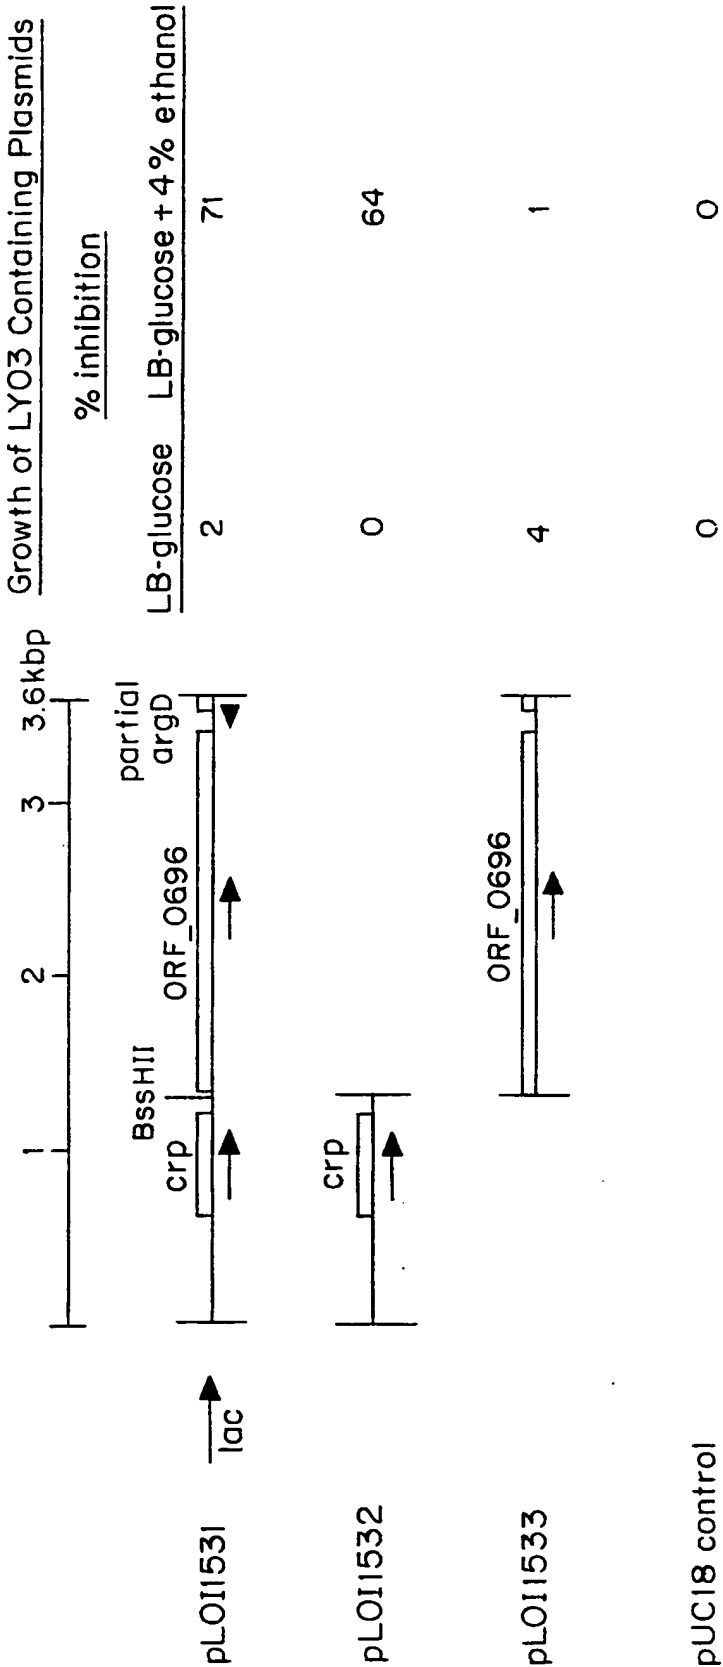 Growth of LY03 Containing Plasmids
% inhibition
LB-glucose LB-glucose + 4% ethanol
1 2 3 3.6kbp
BssHII
partial
crp ORF_0696 argD
lac
pLOI1531 2 71
crp
pLOI1532 0 64
ORF_0696
pLOI1533 4 1
pUC18 control 0 0